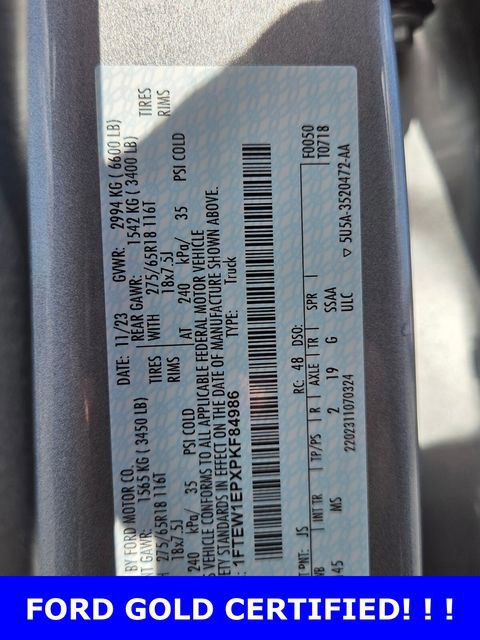 BY FORD MOTOR CO.
DATE: 11/23 GVWR: 2994 KG ( 6600 LB)
NT GAWR: 1565 KG ( 3450 LB) REAR GAWR: 1542 KG ( 3400 LB)
275/65R18 116T TIRES WITH 275/65R18 116T TIRES
18x7.5J RIMS 18x7.5J RIMS
240 kPa/ 35 PSI COLD AT 240 kPa/ 35 PSI COLD
VEHICLE CONFORMS TO ALL APPLICABLE FEDERAL MOTOR VEHICLE
SAFETY STANDARDS IN EFFECT ON THE DATE OF MANUFACTURE SHOWN ABOVE.
1FTEW1EPXPKF84986 TYPE: Truck
F0050
T0718
PNT: JS RC: 48 DSO:
WB INT TR TP/PS R AXLE TR SPR
145 MS 2 19 G SSAA
ULC
2202311070324 ▽ 5U5A-3520472-AA
FORD GOLD CERTIFIED! ! !